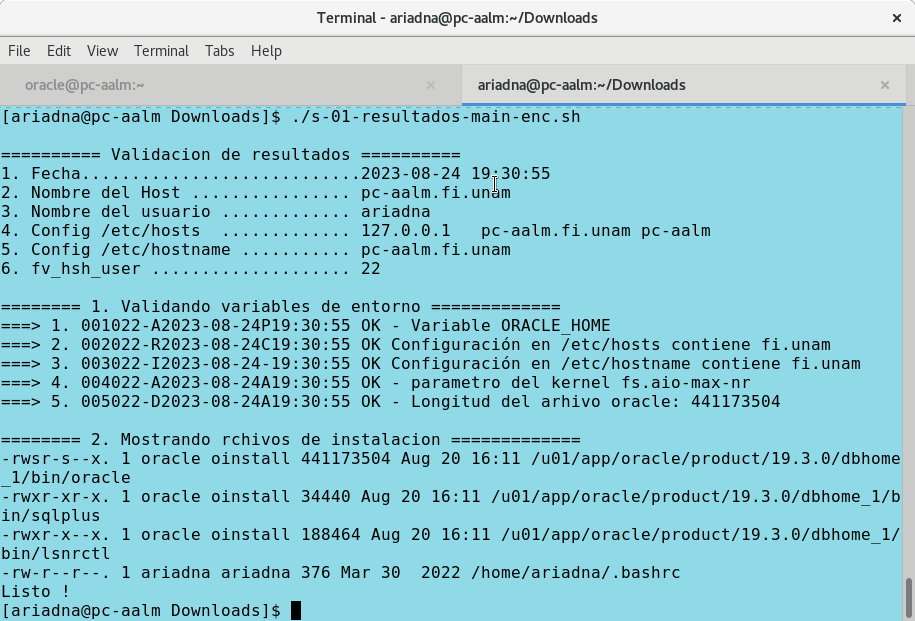 Terminal - ariadna@pc-aalm:~/Downloads
File Edit View Terminal Tabs Help
oracle@pc-aalm:~
ariadna@pc-aalm:~/Downloads
[ariadna@pc-aalm Downloads]$ ./s-01-resultados-main-enc.sh
========== Validacion de resultados ==========
1. Fecha............................2023-08-24 19:30:55
2. Nombre del Host ................ pc-aalm.fi.unam
3. Nombre del usuario ............. ariadna
4. Config /etc/hosts  ............. 127.0.0.1   pc-aalm.fi.unam pc-aalm
5. Config /etc/hostname ........... pc-aalm.fi.unam
6. fv_hsh_user .................... 22
======== 1. Validando variables de entorno =============
===> 1. 001022-A2023-08-24P19:30:55 OK - Variable ORACLE_HOME
===> 2. 002022-R2023-08-24C19:30:55 OK Configuración en /etc/hosts contiene fi.unam
===> 3. 003022-I2023-08-24-19:30:55 OK Configuración en /etc/hostname contiene fi.unam
===> 4. 004022-A2023-08-24A19:30:55 OK - parametro del kernel fs.aio-max-nr
===> 5. 005022-D2023-08-24A19:30:55 OK - Longitud del arhivo oracle: 441173504
======== 2. Mostrando rchivos de instalacion =============
-rwsr-s--x. 1 oracle oinstall 441173504 Aug 20 16:11 /u01/app/oracle/product/19.3.0/dbhome
_1/bin/oracle
-rwxr-xr-x. 1 oracle oinstall 34440 Aug 20 16:11 /u01/app/oracle/product/19.3.0/dbhome_1/b
in/sqlplus
-rwxr-x--x. 1 oracle oinstall 188464 Aug 20 16:11 /u01/app/oracle/product/19.3.0/dbhome_1/
bin/lsnrctl
-rw-r--r--. 1 ariadna ariadna 376 Mar 30  2022 /home/ariadna/.bashrc
Listo !
[ariadna@pc-aalm Downloads]$